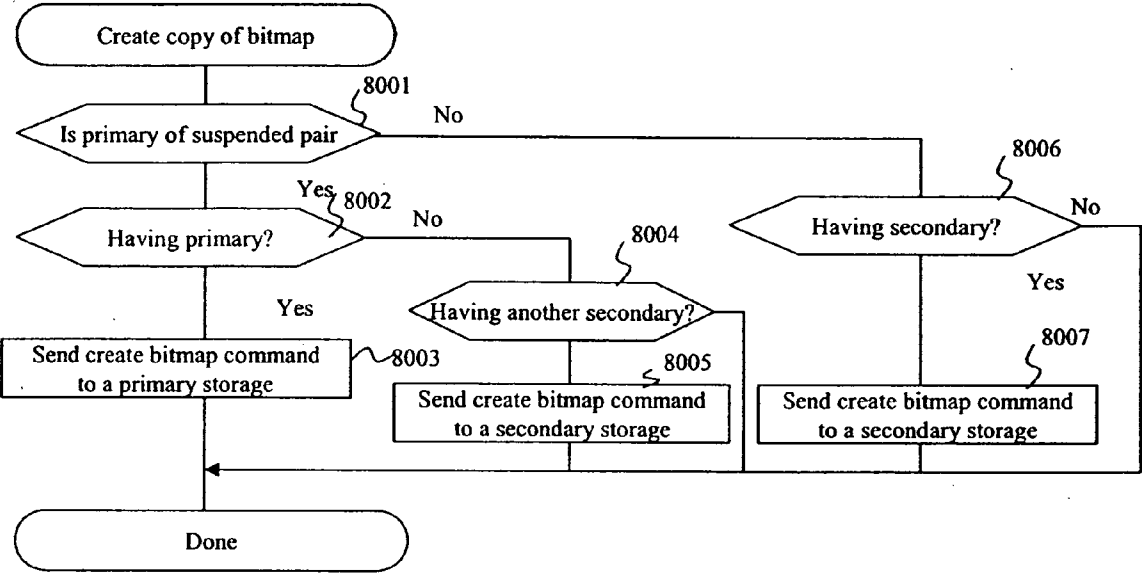 Create copy of bitmap
8001
No
Is primary of suspended pair
8006
Yes
8002
No
No
Having primary?
8004
Having secondary?
Yes
Yes
Having another secondary?
Send create bitmap command
to a primary storage
8003
8005
8007
Send create bitmap command
to a secondary storage
Send create bitmap command
to a secondary storage
Done